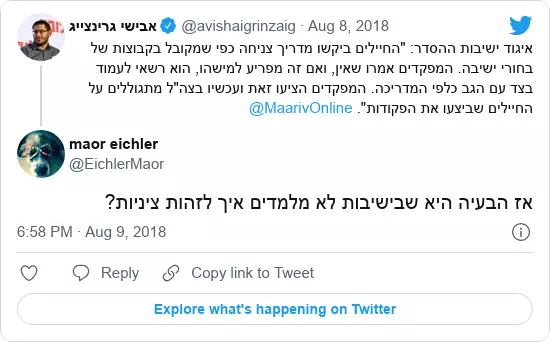 אבישי גרינצייג @avishaigrinzaig · Aug 8, 2018
איגוד ישיבות ההסדר: "החיילים ביקשו מדריך צניחה כפי שמקובל בקבוצות של
בחורי ישיבה. המפקדים אמרו שאין, ואם זה מפריע למישהו, הוא רשאי לעמוד
בצד עם הגב כלפי המדריכה. המפקדים הציעו זאת ועכשיו בצה"ל מתגוללים על
החיילים שביצעו את הפקודות". @MaarivOnline
maor eichler
@EichlerMaor
אז הבעיה היא שבישיבות לא מלמדים איך לזהות ציניות?
6:58 PM · Aug 9, 2018
Reply
Copy link to Tweet
Explore what's happening on Twitter